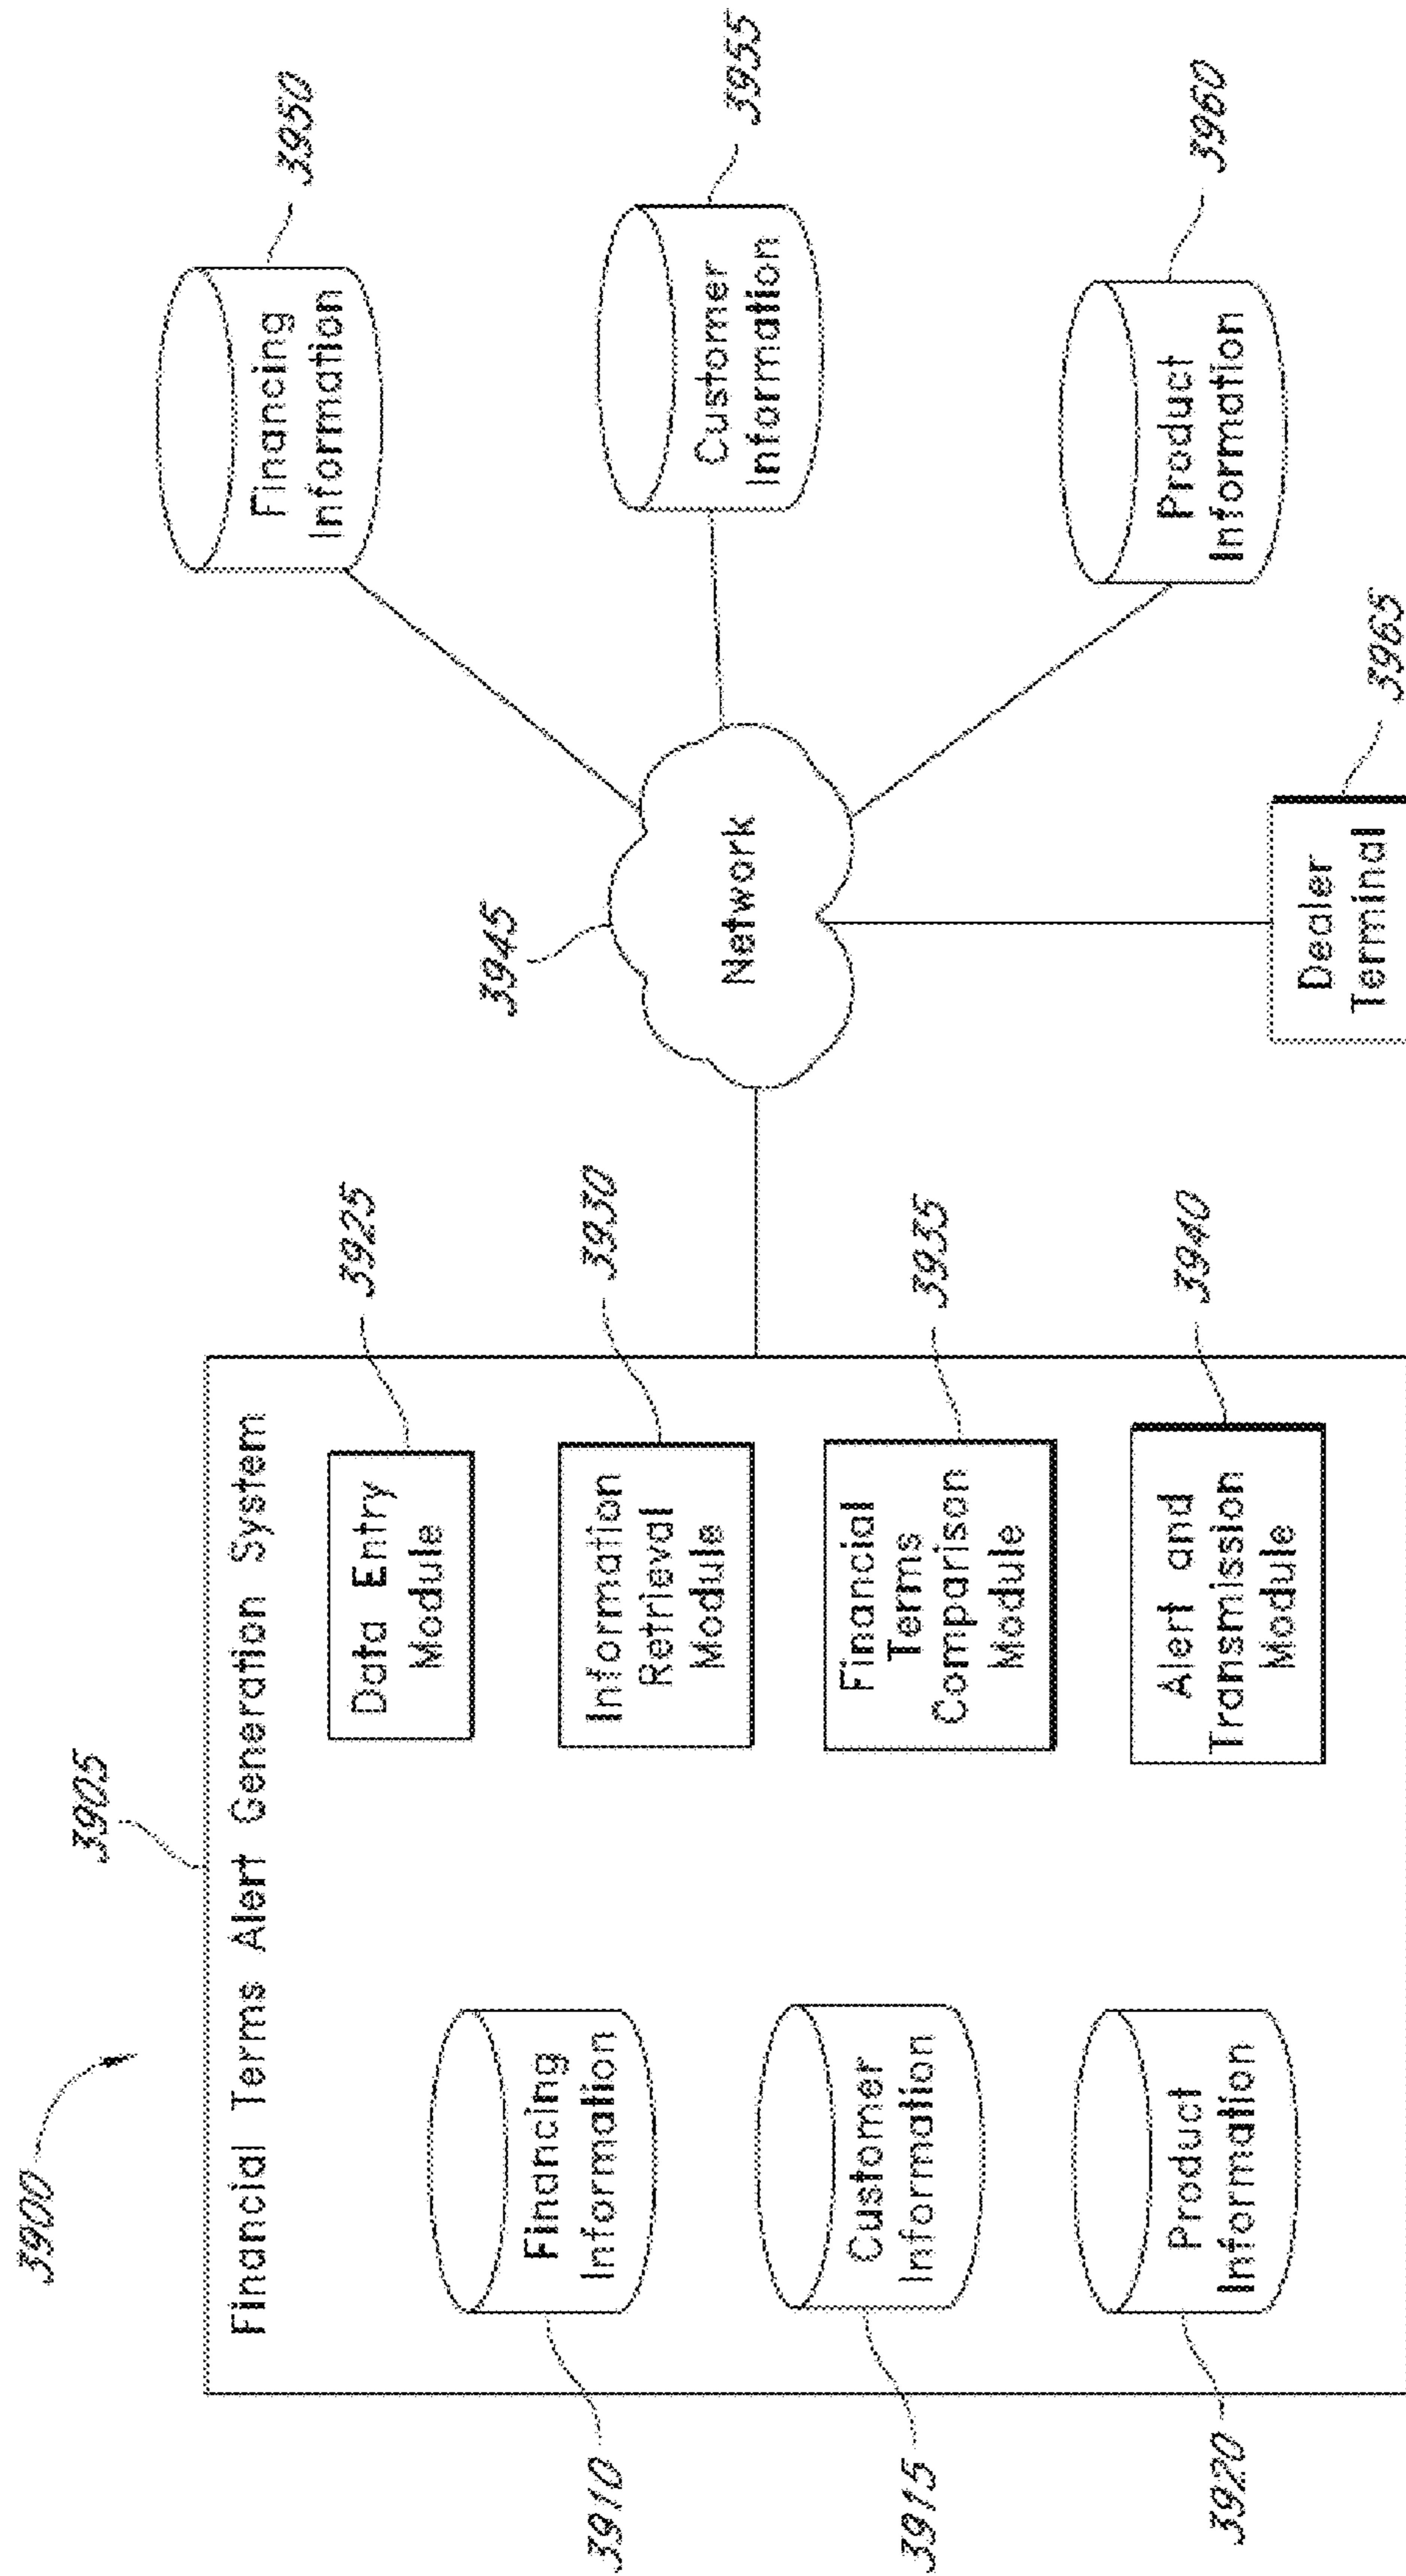 3900
3905
Financial Terms Alert Generation System
3910
Financing
Information
3915
Customer
Information
3920
Product
Information
Data Entry
Module
3925
Information
Retrieval
Module
3930
Financial
Terms
Comparison
Module
3935
Alert and
Transmission
Module
3940
3945
Network
Financing
Information
3950
Customer
Information
3955
Product
Information
3960
Dealer
Terminal
3965